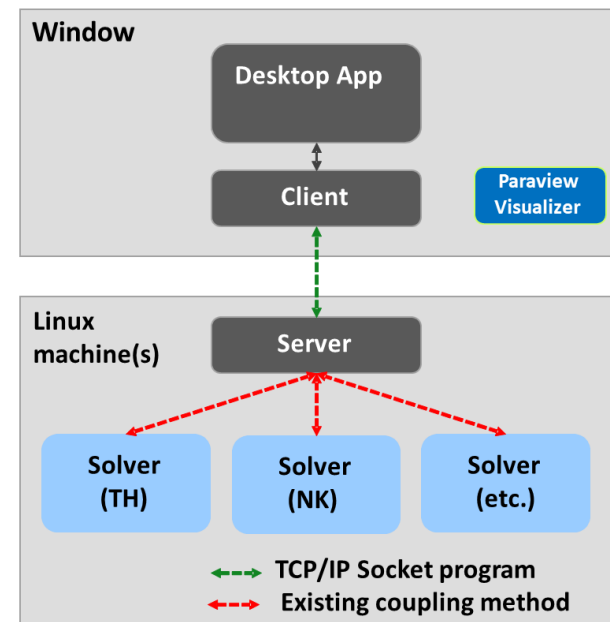 Window
Desktop App
Client
Paraview
Visualizer
Linux
machine(s)
Server
Solver
(TH)
Solver
(NK)
Solver
(etc.)
TCP/IP Socket program
Existing coupling method